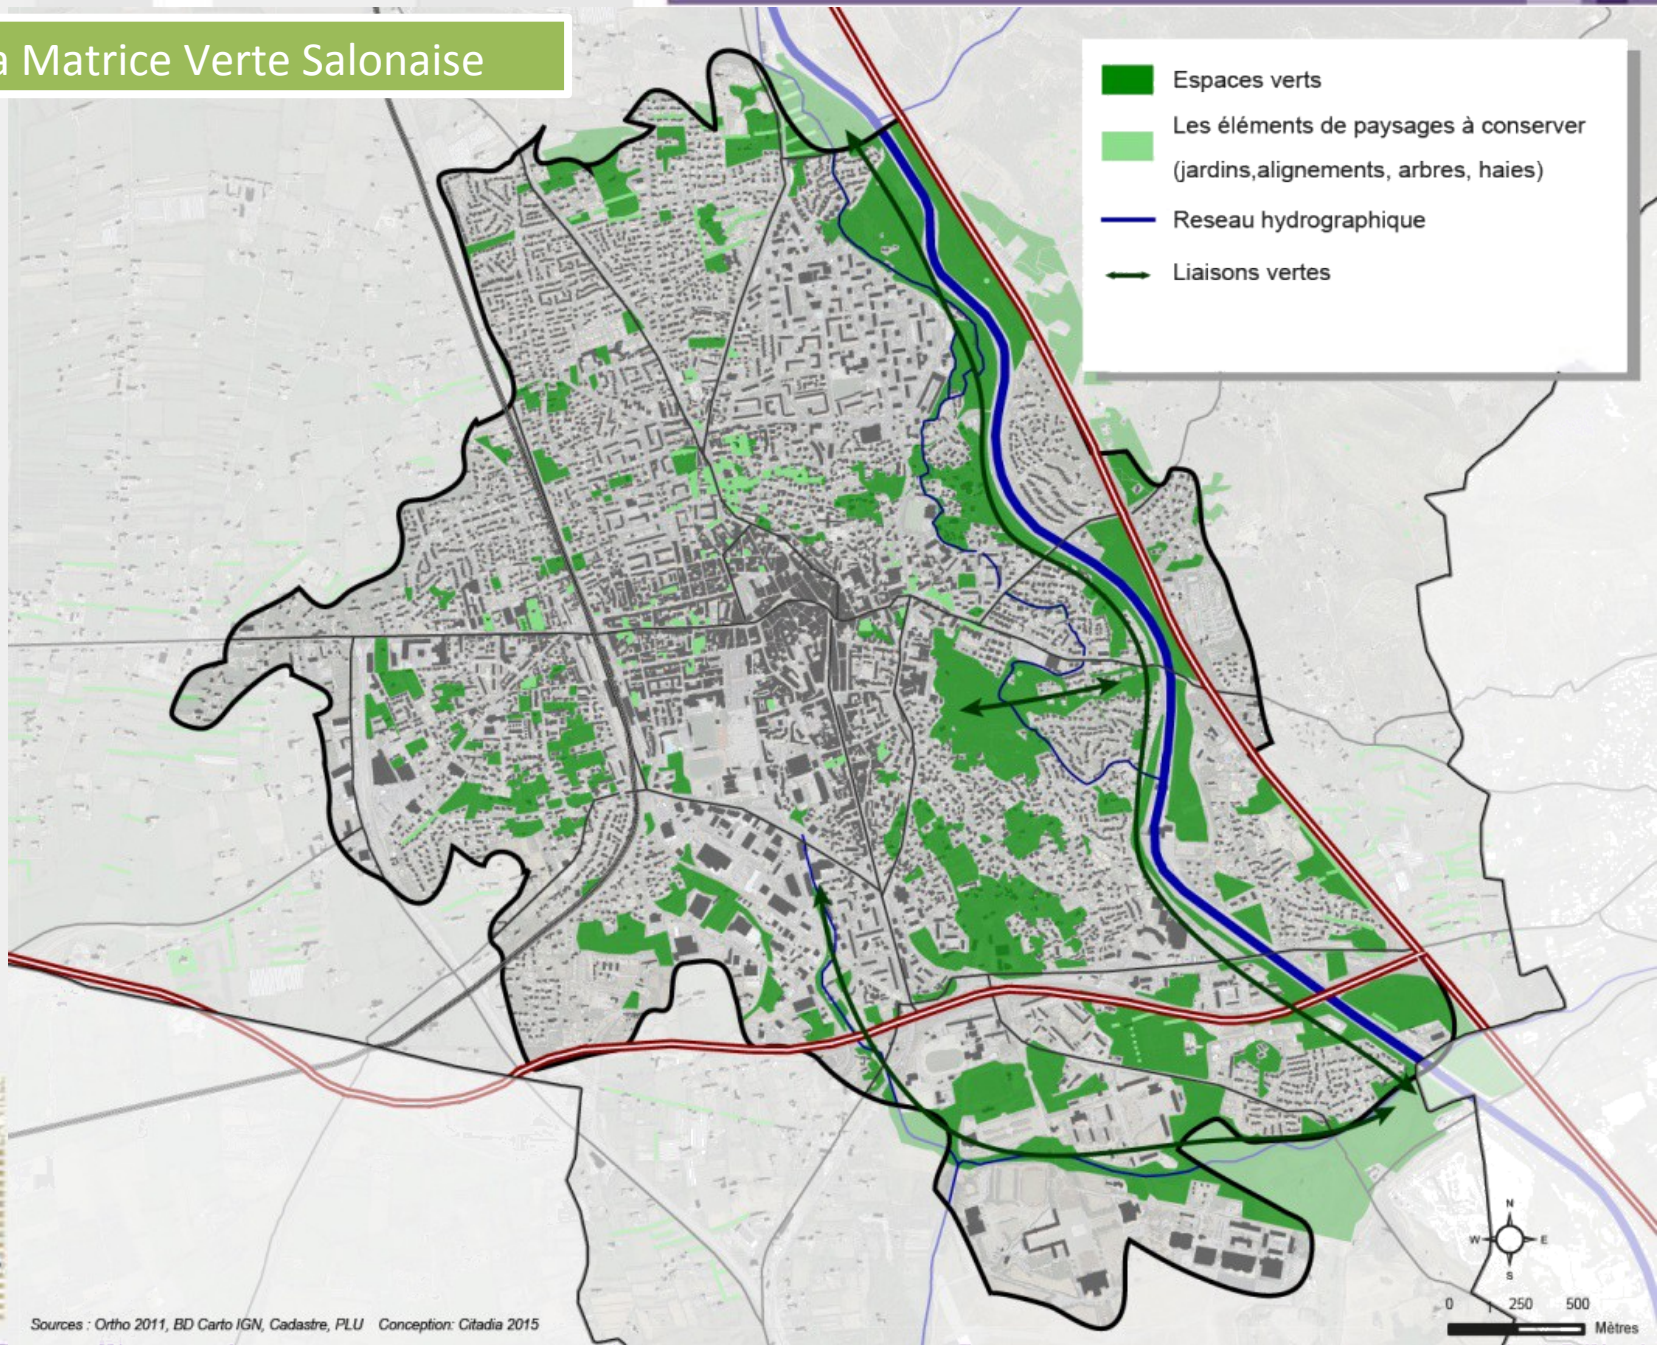 a Matrice Verte Salonaise
Espaces verts
Les éléments de paysages à conserver
(jardins,alignements, arbres, haies)
Reseau hydrographique
Liaisons vertes
N
W E
S
0 250 500
Mètres
Sources : Ortho 2011, BD Carto IGN, Cadastre, PLU Conception: Citadia 2015